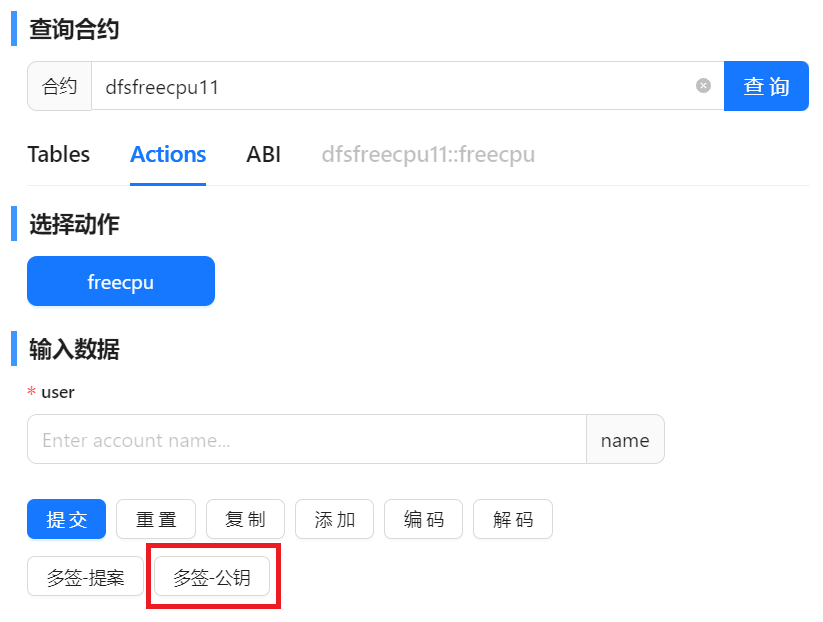 查询合约
合约 dfsfreecpu11 查 询
Tables Actions ABI dfsfreecpu11::freecpu
选择动作
freecpu
输入数据
* user
Enter account name... name
提 交 重 置 复 制 添 加 编 码 解 码
多签-提案 多签-公钥